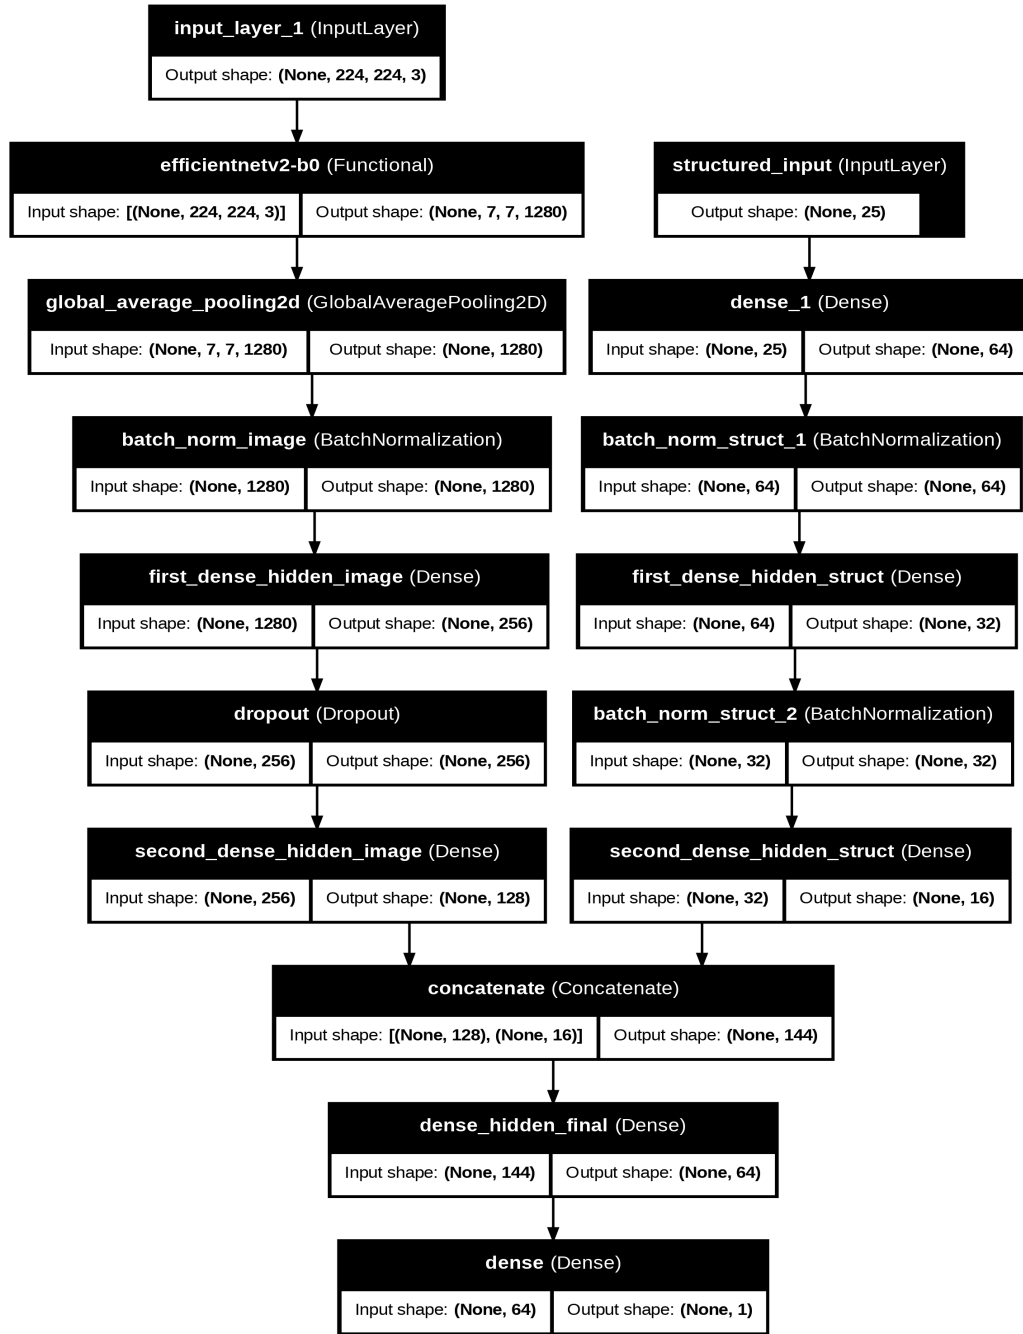 input_layer_1 (InputLayer)
Output shape: (None, 224, 224, 3)
efficientnetv2-b0 (Functional)
Input shape: [(None, 224, 224, 3)] Output shape: (None, 7, 7, 1280)
structured_input (InputLayer)
Output shape: (None, 25)
global_average_pooling2d (GlobalAveragePooling2D)
Input shape: (None, 7, 7, 1280) Output shape: (None, 1280)
dense_1 (Dense)
Input shape: (None, 25) Output shape: (None, 64)
batch_norm_image (BatchNormalization)
Input shape: (None, 1280) Output shape: (None, 1280)
batch_norm_struct_1 (BatchNormalization)
Input shape: (None, 64) Output shape: (None, 64)
first_dense_hidden_image (Dense)
Input shape: (None, 1280) Output shape: (None, 256)
first_dense_hidden_struct (Dense)
Input shape: (None, 64) Output shape: (None, 32)
dropout (Dropout)
Input shape: (None, 256) Output shape: (None, 256)
batch_norm_struct_2 (BatchNormalization)
Input shape: (None, 32) Output shape: (None, 32)
second_dense_hidden_image (Dense)
Input shape: (None, 256) Output shape: (None, 128)
second_dense_hidden_struct (Dense)
Input shape: (None, 32) Output shape: (None, 16)
concatenate (Concatenate)
Input shape: [(None, 128), (None, 16)] Output shape: (None, 144)
dense_hidden_final (Dense)
Input shape: (None, 144) Output shape: (None, 64)
dense (Dense)
Input shape: (None, 64) Output shape: (None, 1)